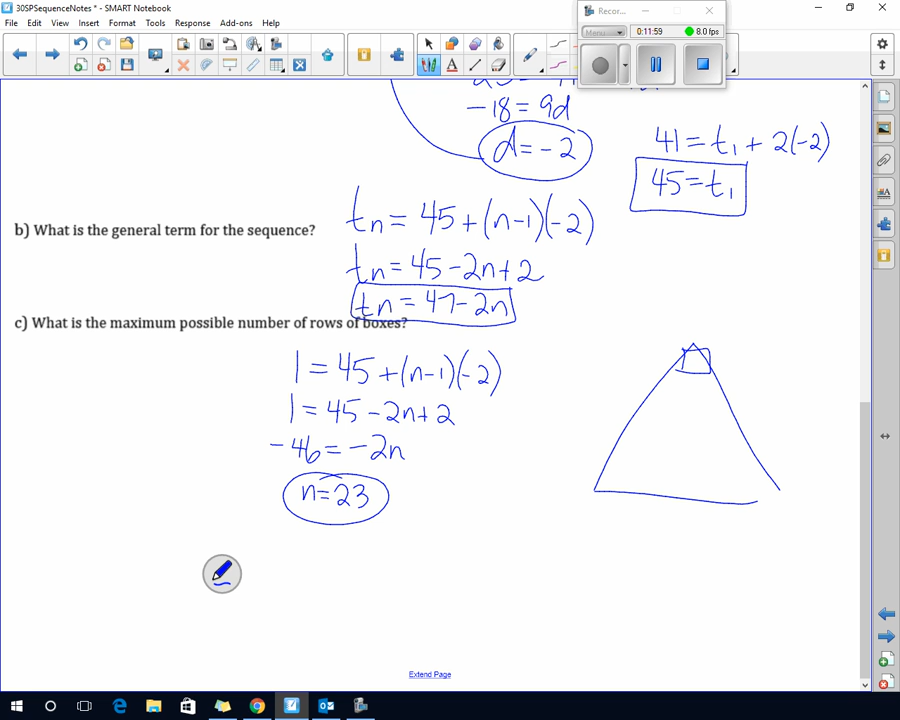 30SPSequenceNotes * - SMART Notebook
File Edit View Insert Format Tools Response Add-ons Help
Recor...
Menu
0:11:59
8.0 fps
-18 = 9d
d = -2
41 = t₁ + 2(-2)
45 = t₁
tn = 45 + (n-1)(-2)
b) What is the general term for the sequence?
tn = 45 - 2n + 2
tn = 47 - 2n
c) What is the maximum possible number of rows of boxes?
1 = 45 + (n-1)(-2)
1 = 45 - 2n + 2
-46 = -2n
n = 23
Extend Page